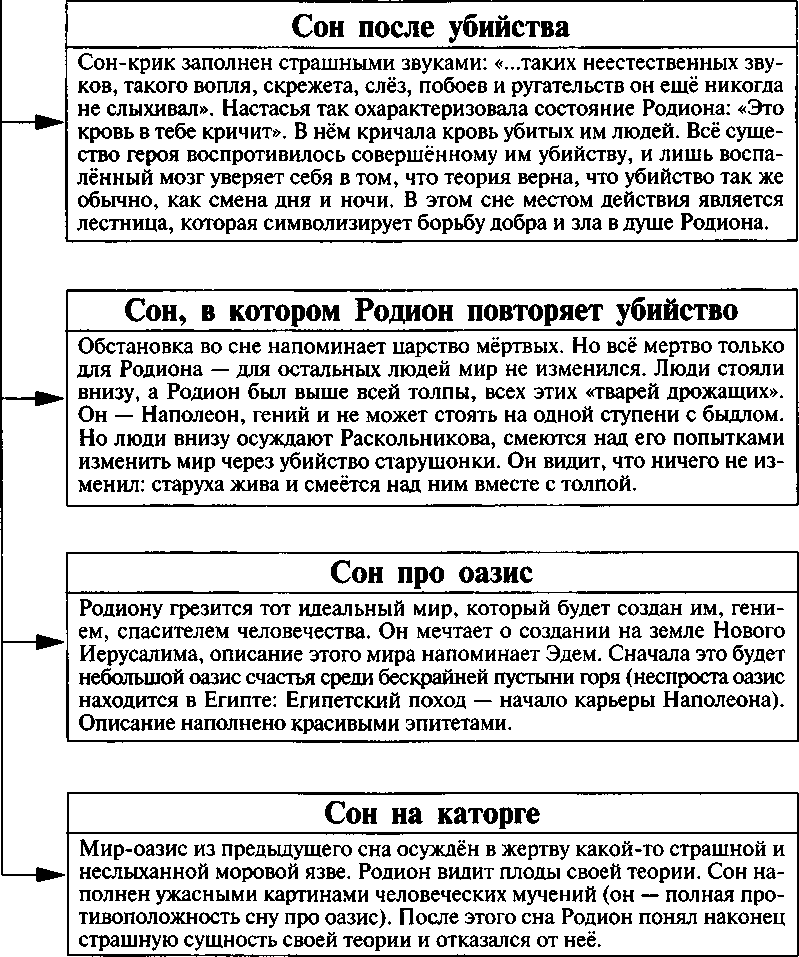 Сон после убийства
Сон-крик заполнен страшными звуками: «...таких неестественных зву-
ков, такого вопля, скрежета, слёз, побоев и ругательств он ещё никогда
не слыхивал». Настасья так охарактеризовала состояние Родиона: «Это
кровь в тебе кричит». В нём кричала кровь убитых им людей. Всё суще-
ство героя воспротивилось совершённому им убийству, и лишь воспа-
лённый мозг уверяет себя в том, что теория верна, что убийство так же
обычно, как смена дня и ночи. В этом сне местом действия является
лестница, которая символизирует борьбу добра и зла в душе Родиона.
Сон, в котором Родион повторяет убийство
Обстановка во сне напоминает царство мёртвых. Но всё мертво только
для Родиона — для остальных людей мир не изменился. Люди стояли
внизу, а Родион был выше всей толпы, всех этих «тварей дрожащих».
Он — Наполеон, гений и не может стоять на одной ступени с быдлом.
Но люди внизу осуждают Раскольникова, смеются над его попытками
изменить мир через убийство старушонки. Он видит, что ничего не из-
менил: старуха жива и смеётся над ним вместе с толпой.
Сон про оазис
Родиону грезится тот идеальный мир, который будет создан им, гени-
ем, спасителем человечества. Он мечтает о создании на земле Нового
Иерусалима, описание этого мира напоминает Эдем. Сначала это будет
небольшой оазис счастья среди бескрайней пустыни горя (неспроста оазис
находится в Египте: Египетский поход — начало карьеры Наполеона).
Описание наполнено красивыми эпитетами.
Сон на каторге
Мир-оазис из предыдущего сна осуждён в жертву какой-то страшной и
неслыханной моровой язве. Родион видит плоды своей теории. Сон на-
полнен ужасными картинами человеческих мучений (он — полная про-
тивоположность сну про оазис). После этого сна Родион понял наконец
страшную сущность своей теории и отказался от неё.